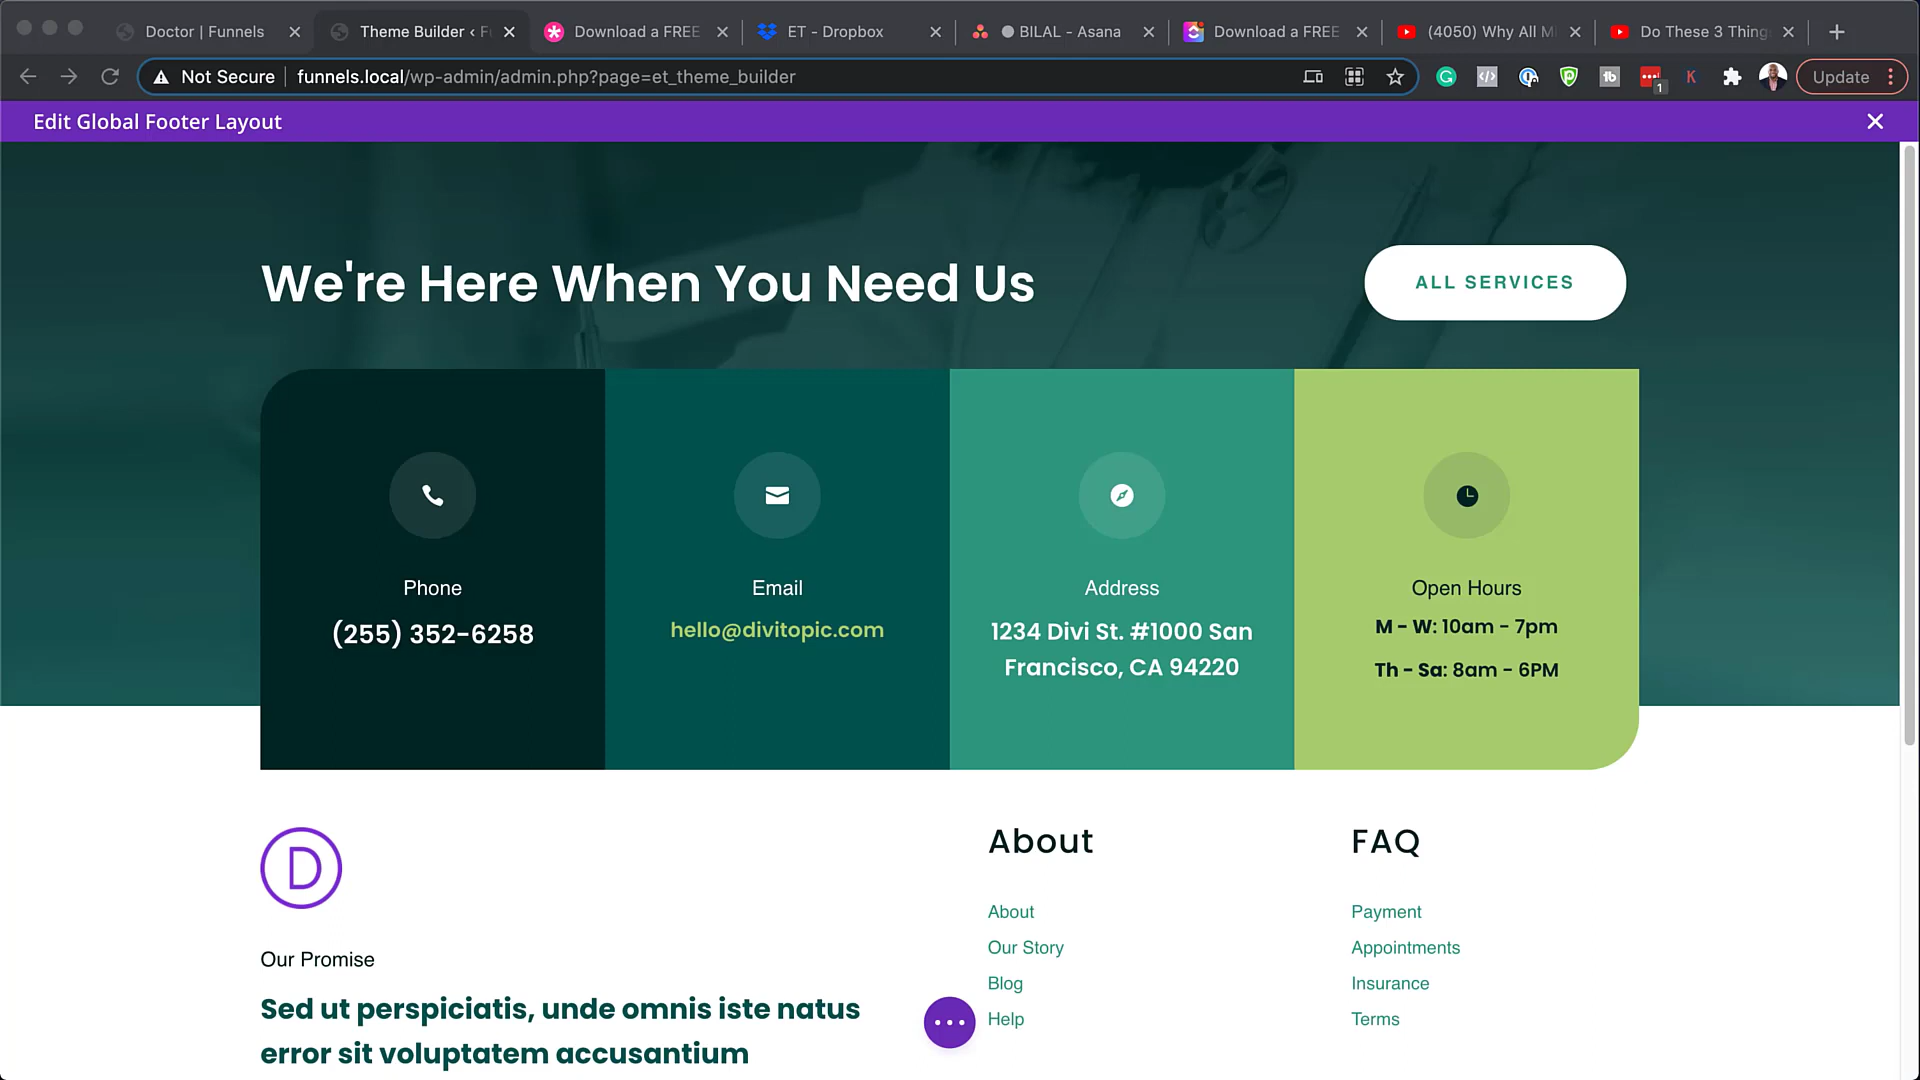 Doctor | Funnels
Theme Builder ‹ F
Download a FREE
ET - Dropbox
BILAL - Asana
Download a FREE
(4050) Why All M
Do These 3 Thing
Not Secure
funnels.local/wp-admin/admin.php?page=et_theme_builder
1
Update
Edit Global Footer Layout
We're Here When You Need Us
ALL SERVICES
Phone
(255) 352-6258
Email
hello@divitopic.com
Address
1234 Divi St. #1000 San
Francisco, CA 94220
Open Hours
M - W: 10am - 7pm
Th - Sa: 8am - 6PM
D
Our Promise
Sed ut perspiciatis, unde omnis iste natus
error sit voluptatem accusantium
About
About
Our Story
Blog
Help
FAQ
Payment
Appointments
Insurance
Terms